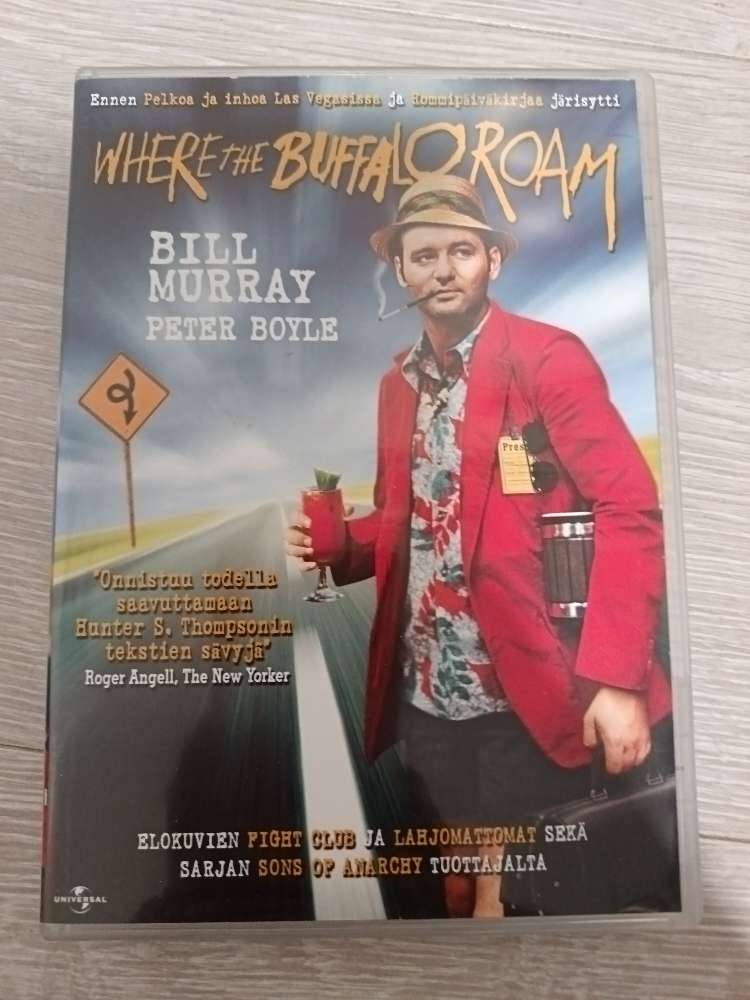 Ennen Pelkoa ja inhoa Las Vegasissa ja Rommipäiväkirjaa järisytti
WHERE THE BUFFALO ROAM
BILL
MURRAY
PETER BOYLE
Press
"Onnistuu todella
saavuttamaan
Hunter S. Thompsonin
tekstien sävyjä"
Roger Angell, The New Yorker
ELOKUVIEN FIGHT CLUB JA LAHJOMATTOMAT SEKÄ
SARJAN SONS OF ANARCHY TUOTTAJALTA
UNIVERSAL